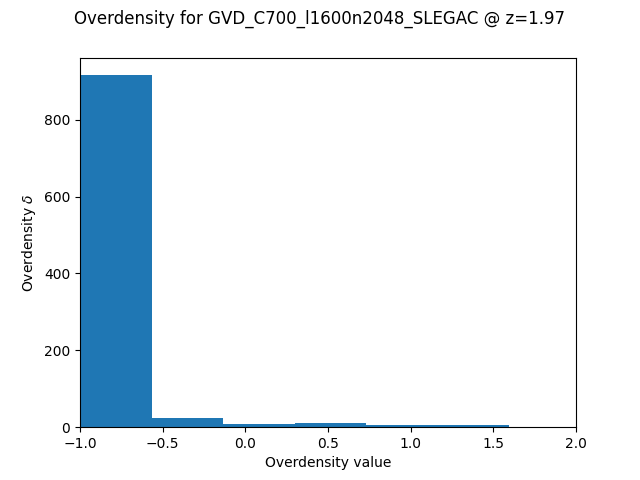 Overdensity for GVD_C700_l1600n2048_SLEGAC @ z=1.97
Overdensity δ
800
600
400
200
0
−1.0 −0.5 0.0 0.5 1.0 1.5 2.0
Overdensity value